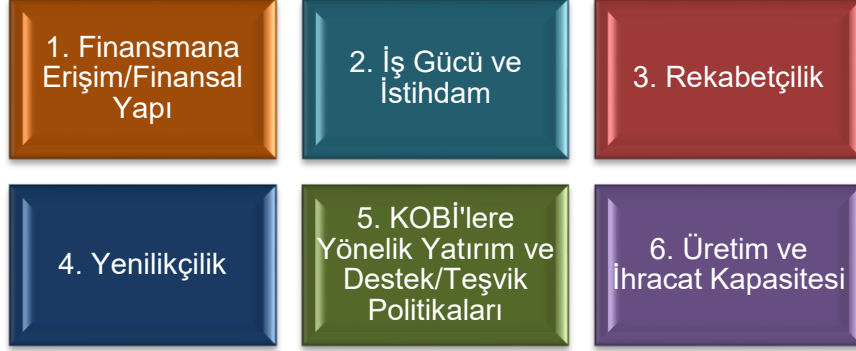 1. Finansmana
Erişim/Finansal
Yapı
2. İş Gücü ve
İstihdam
3. Rekabetçilik
4. Yenilikçilik
5. KOBİ'lere
Yönelik Yatırım ve
Destek/Teşvik
Politikaları
6. Üretim ve
İhracat Kapasitesi